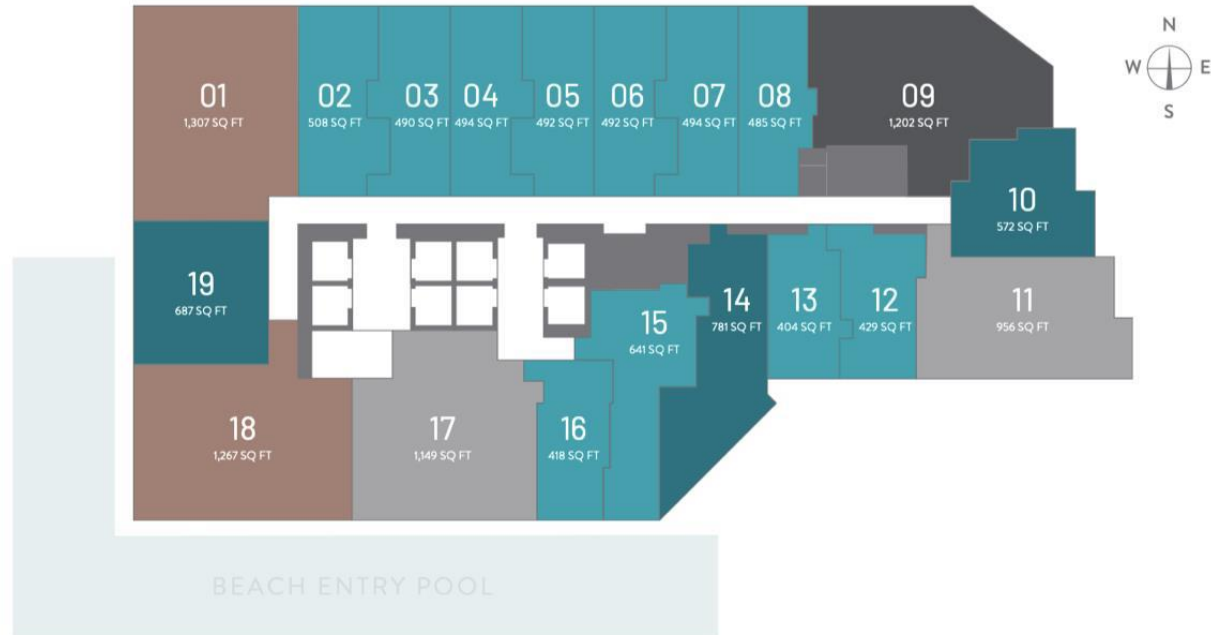 N
W E
S
01
1,307 SQ FT
02
508 SQ FT
03
490 SQ FT
04
494 SQ FT
05
492 SQ FT
06
492 SQ FT
07
494 SQ FT
08
485 SQ FT
09
1,202 SQ FT
10
572 SQ FT
19
687 SQ FT
15
641 SQ FT
14
781 SQ FT
13
404 SQ FT
12
429 SQ FT
11
956 SQ FT
18
1,267 SQ FT
17
1,149 SQ FT
16
418 SQ FT
BEACH ENTRY POOL